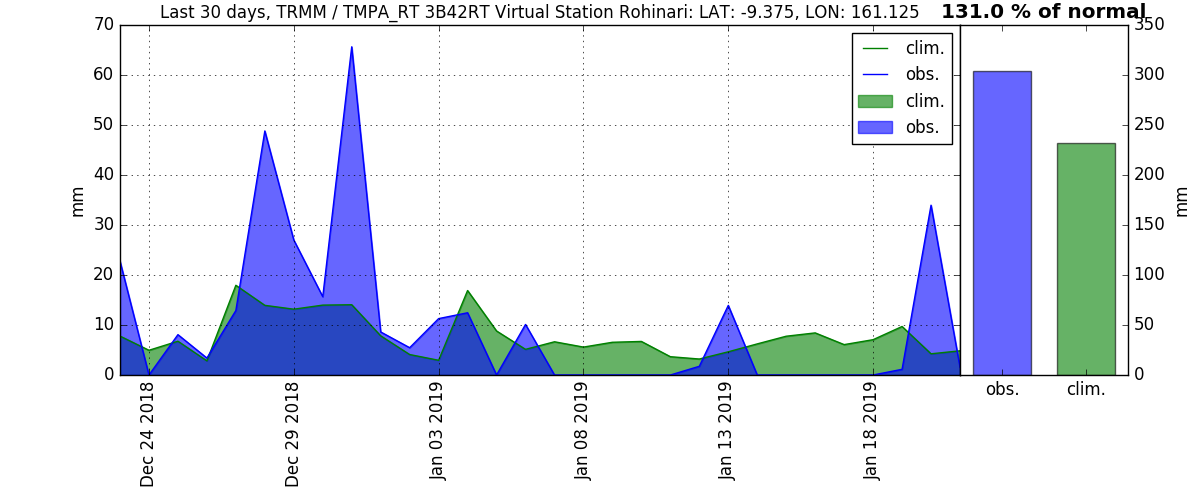 Last 30 days, TRMM / TMPA_RT 3B42RT Virtual Station Rohinari: LAT: -9.375, LON: 161.125
131.0 % of normal
70
60
50
40
30
20
10
0
mm
clim.
obs.
clim.
obs.
Dec 24 2018
Dec 29 2018
Jan 03 2019
Jan 08 2019
Jan 13 2019
Jan 18 2019
350
300
250
200
150
100
50
0
mm
obs.
clim.